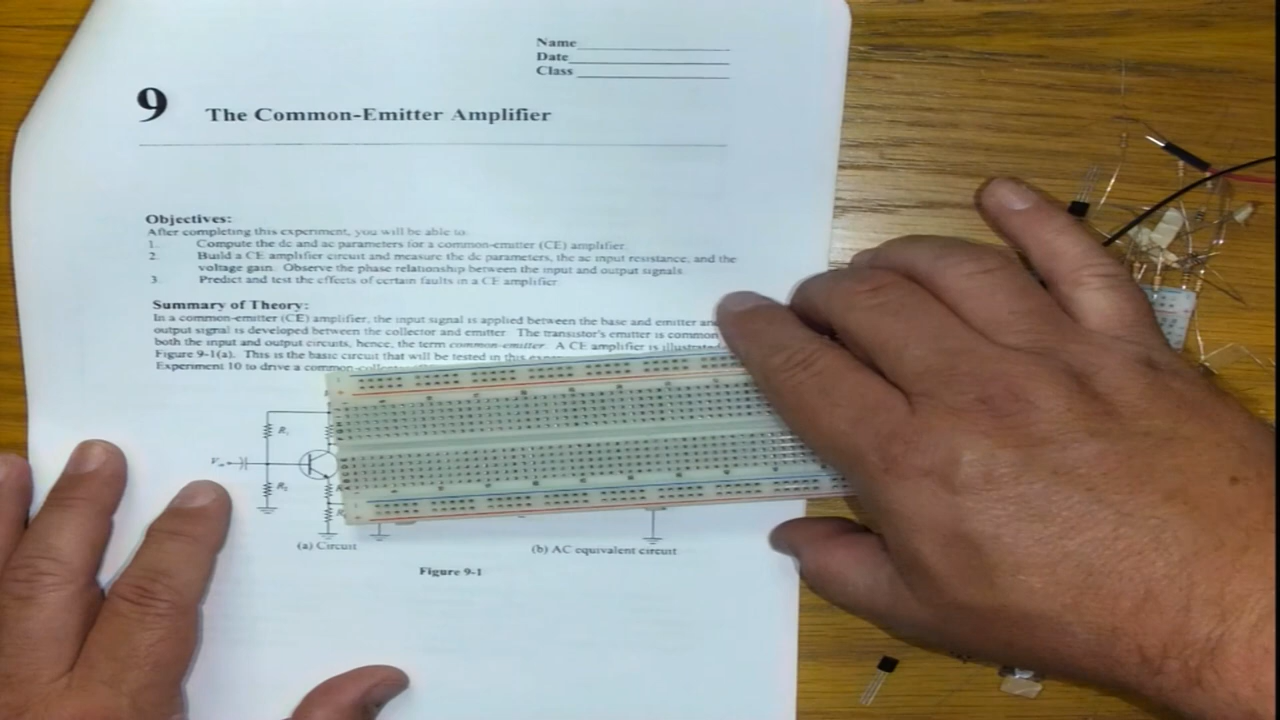 Name
Date
Class
9 The Common-Emitter Amplifier
Objectives:
After completing this experiment, you will be able to:
1. Compute the dc and ac parameters for a common-emitter (CE) amplifier.
2. Build a CE amplifier circuit and measure the dc parameters, the ac input resistance, and the
voltage gain. Observe the phase relationship between the input and output signals.
3. Predict and test the effects of certain faults in a CE amplifier.
Summary of Theory:
In a common-emitter (CE) amplifier, the input signal is applied between the base and emitter and
output signal is developed between the collector and emitter. The transistor's emitter is common
both the input and output circuits, hence, the term common-emitter. A CE amplifier is
Figure 9-1(a). This is the basic circuit that will be tested in this
Experiment 10 to drive a
R1
R2
(a) Circuit
(b) AC equivalent circuit
Figure 9-1